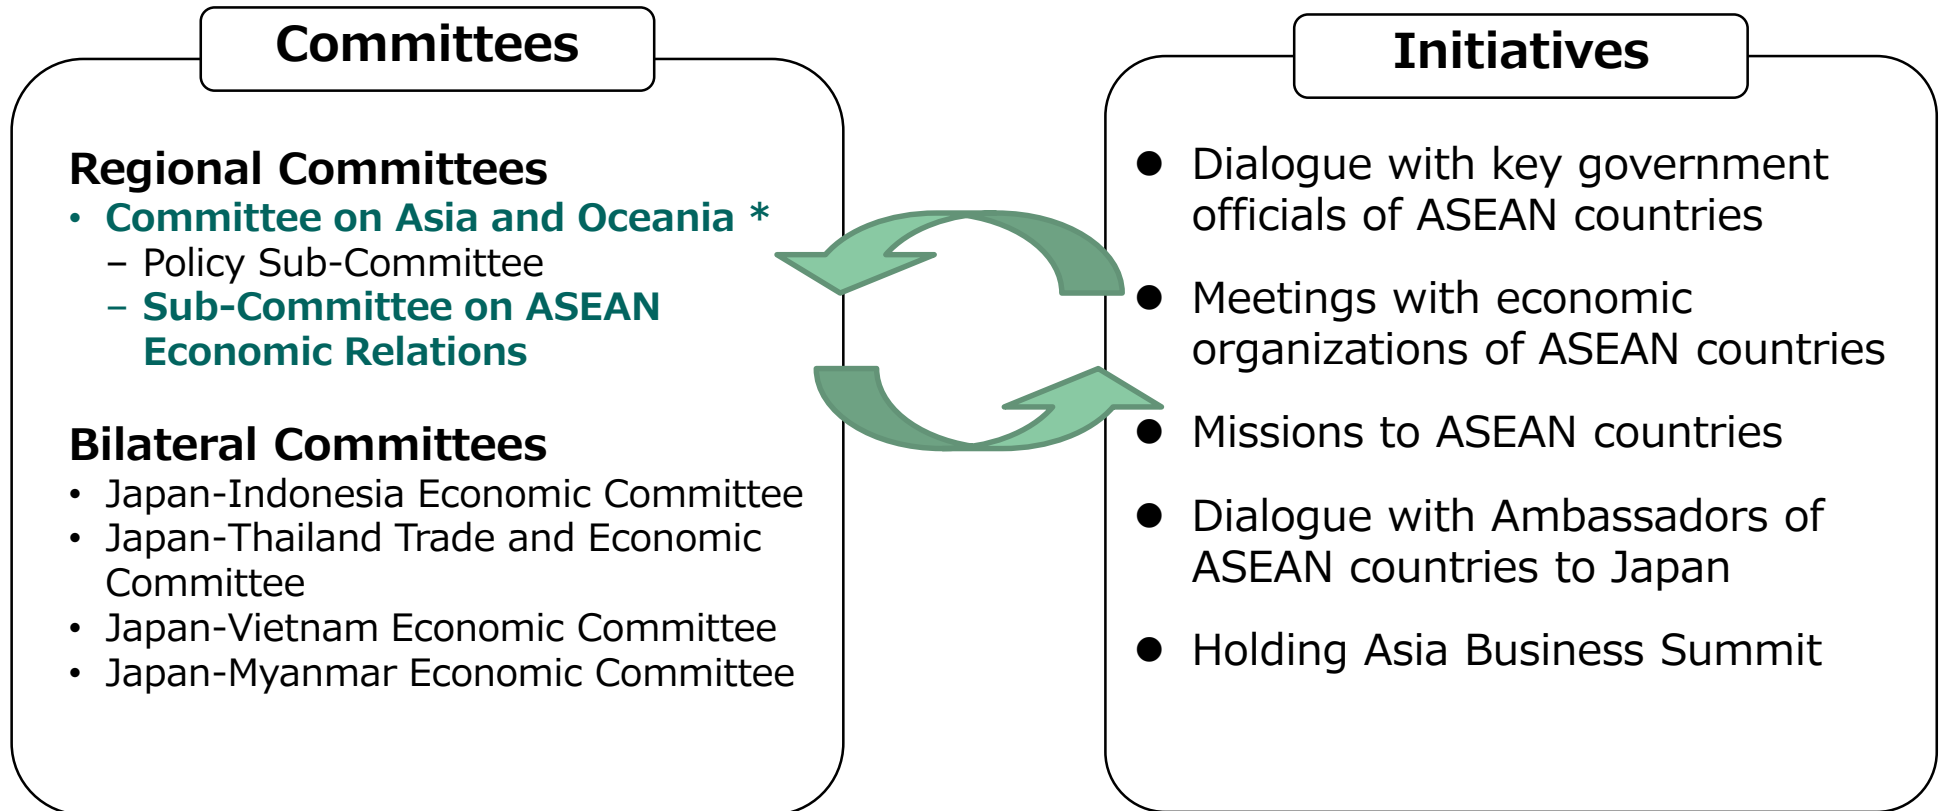 Committees
Regional Committees
• Committee on Asia and Oceania *
– Policy Sub-Committee
– Sub-Committee on ASEAN
Economic Relations
Bilateral Committees
• Japan-Indonesia Economic Committee
• Japan-Thailand Trade and Economic
Committee
• Japan-Vietnam Economic Committee
• Japan-Myanmar Economic Committee
Initiatives
● Dialogue with key government
officials of ASEAN countries
● Meetings with economic
organizations of ASEAN countries
● Missions to ASEAN countries
● Dialogue with Ambassadors of
ASEAN countries to Japan
● Holding Asia Business Summit